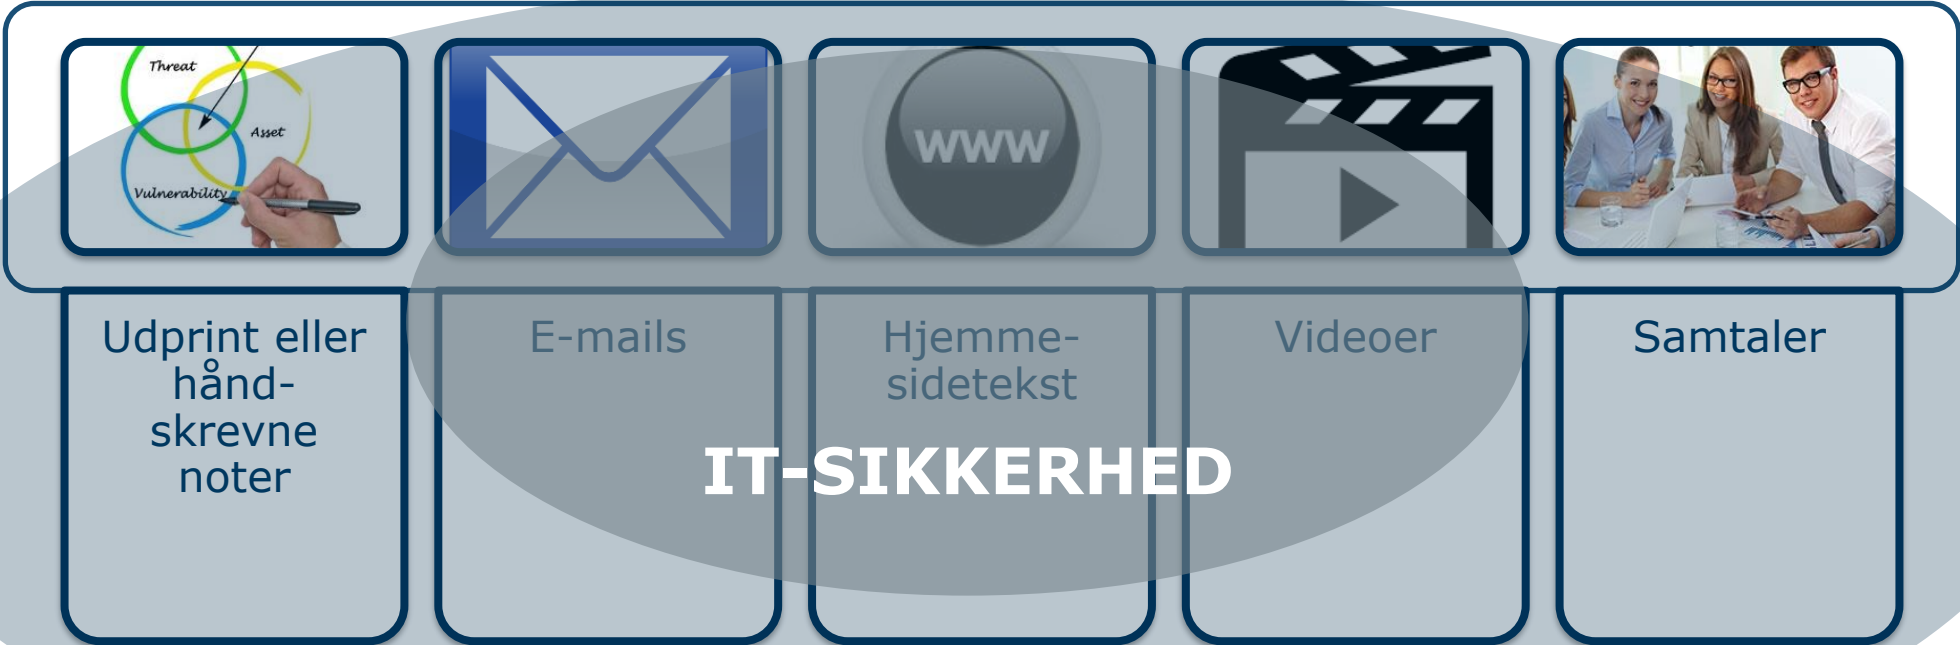 Threat
Asset
Vulnerability
www
Udprint eller
hånd-
skrevne
noter
E-mails
Hjemme-
sidetekst
Videoer
Samtaler
IT-SIKKERHED